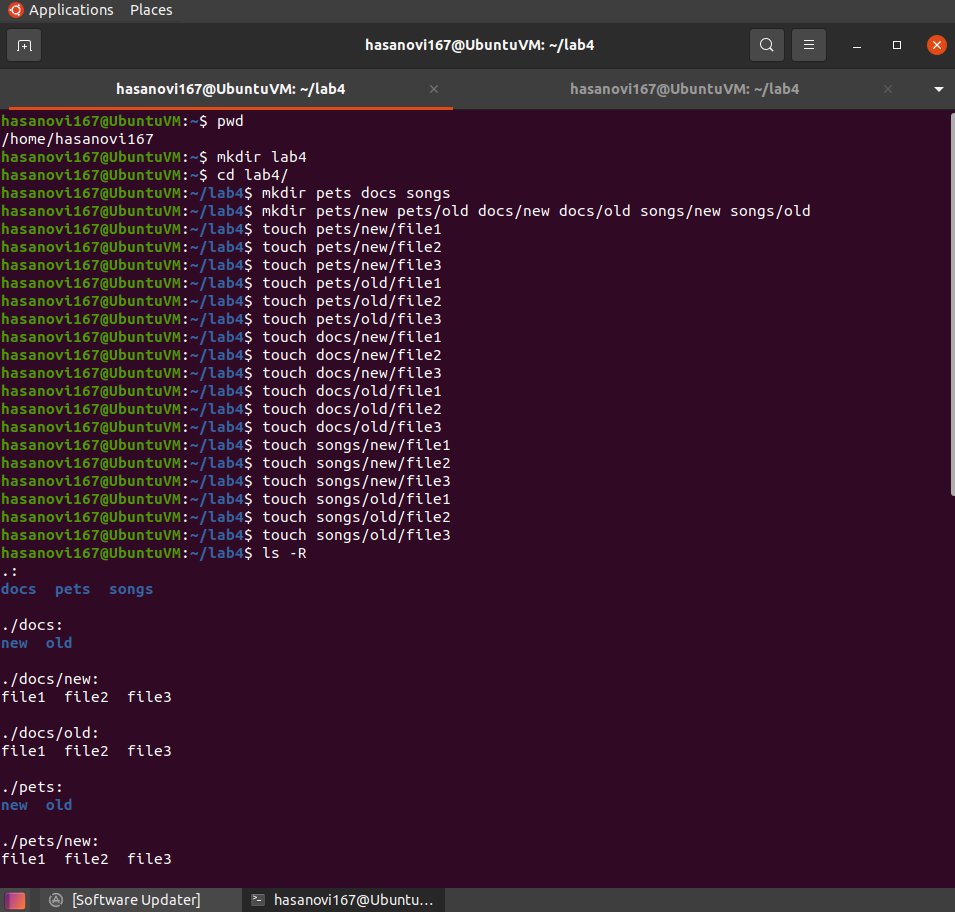 Applications Places
hasanovi167@UbuntuVM: ~/lab4
hasanovi167@UbuntuVM: ~/lab4 hasanovi167@UbuntuVM: ~/lab4
hasanovi167@UbuntuVM:~$ pwd
/home/hasanovi167
hasanovi167@UbuntuVM:~$ mkdir lab4
hasanovi167@UbuntuVM:~$ cd lab4/
hasanovi167@UbuntuVM:~/lab4$ mkdir pets docs songs
hasanovi167@UbuntuVM:~/lab4$ mkdir pets/new pets/old docs/new docs/old songs/new songs/old
hasanovi167@UbuntuVM:~/lab4$ touch pets/new/file1
hasanovi167@UbuntuVM:~/lab4$ touch pets/new/file2
hasanovi167@UbuntuVM:~/lab4$ touch pets/new/file3
hasanovi167@UbuntuVM:~/lab4$ touch pets/old/file1
hasanovi167@UbuntuVM:~/lab4$ touch pets/old/file2
hasanovi167@UbuntuVM:~/lab4$ touch pets/old/file3
hasanovi167@UbuntuVM:~/lab4$ touch docs/new/file1
hasanovi167@UbuntuVM:~/lab4$ touch docs/new/file2
hasanovi167@UbuntuVM:~/lab4$ touch docs/new/file3
hasanovi167@UbuntuVM:~/lab4$ touch docs/old/file1
hasanovi167@UbuntuVM:~/lab4$ touch docs/old/file2
hasanovi167@UbuntuVM:~/lab4$ touch docs/old/file3
hasanovi167@UbuntuVM:~/lab4$ touch songs/new/file1
hasanovi167@UbuntuVM:~/lab4$ touch songs/new/file2
hasanovi167@UbuntuVM:~/lab4$ touch songs/new/file3
hasanovi167@UbuntuVM:~/lab4$ touch songs/old/file1
hasanovi167@UbuntuVM:~/lab4$ touch songs/old/file2
hasanovi167@UbuntuVM:~/lab4$ touch songs/old/file3
hasanovi167@UbuntuVM:~/lab4$ ls -R
.:
docs  pets  songs

./docs:
new  old

./docs/new:
file1  file2  file3

./docs/old:
file1  file2  file3

./pets:
new  old

./pets/new:
file1  file2  file3
[Software Updater] hasanovi167@Ubuntu...